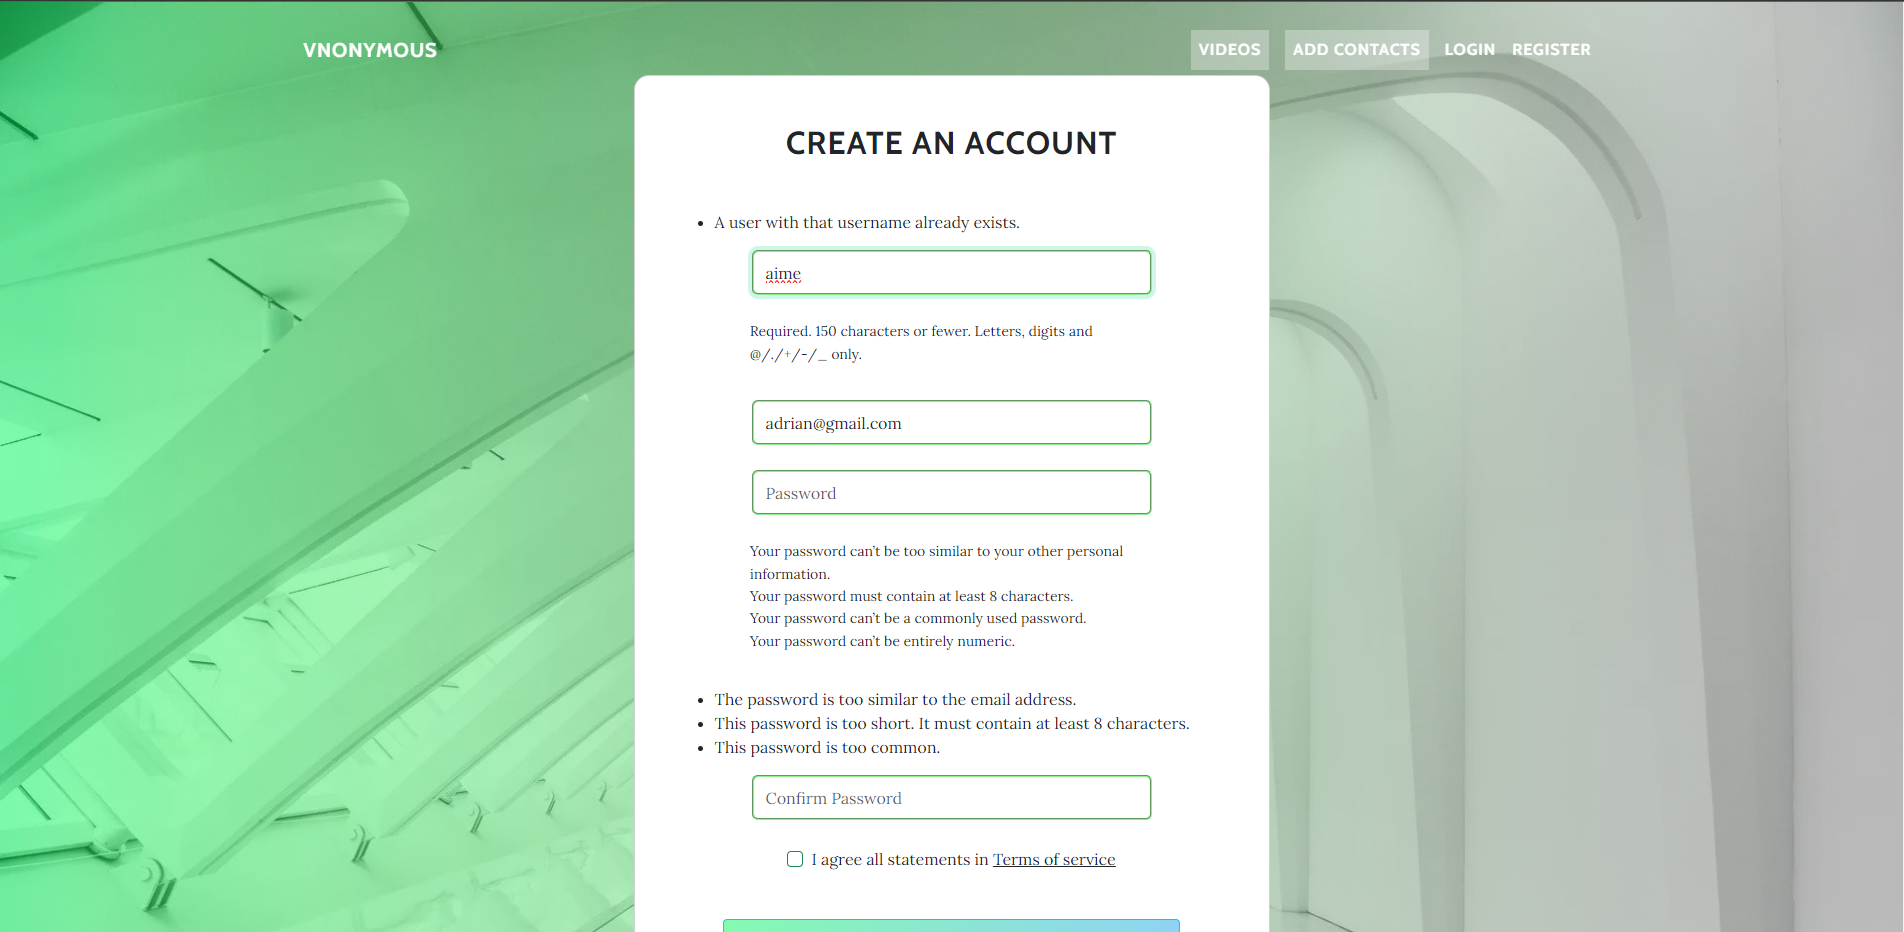 VNONYMOUS
VIDEOS
ADD CONTACTS
LOGIN
REGISTER
CREATE AN ACCOUNT
A user with that username already exists.
aime
Required. 150 characters or fewer. Letters, digits and
@/./+/-/_ only.
adrian@gmail.com
Password
Your password can't be too similar to your other personal
information.
Your password must contain at least 8 characters.
Your password can't be a commonly used password.
Your password can't be entirely numeric.
The password is too similar to the email address.
This password is too short. It must contain at least 8 characters.
This password is too common.
Confirm Password
I agree all statements in Terms of service